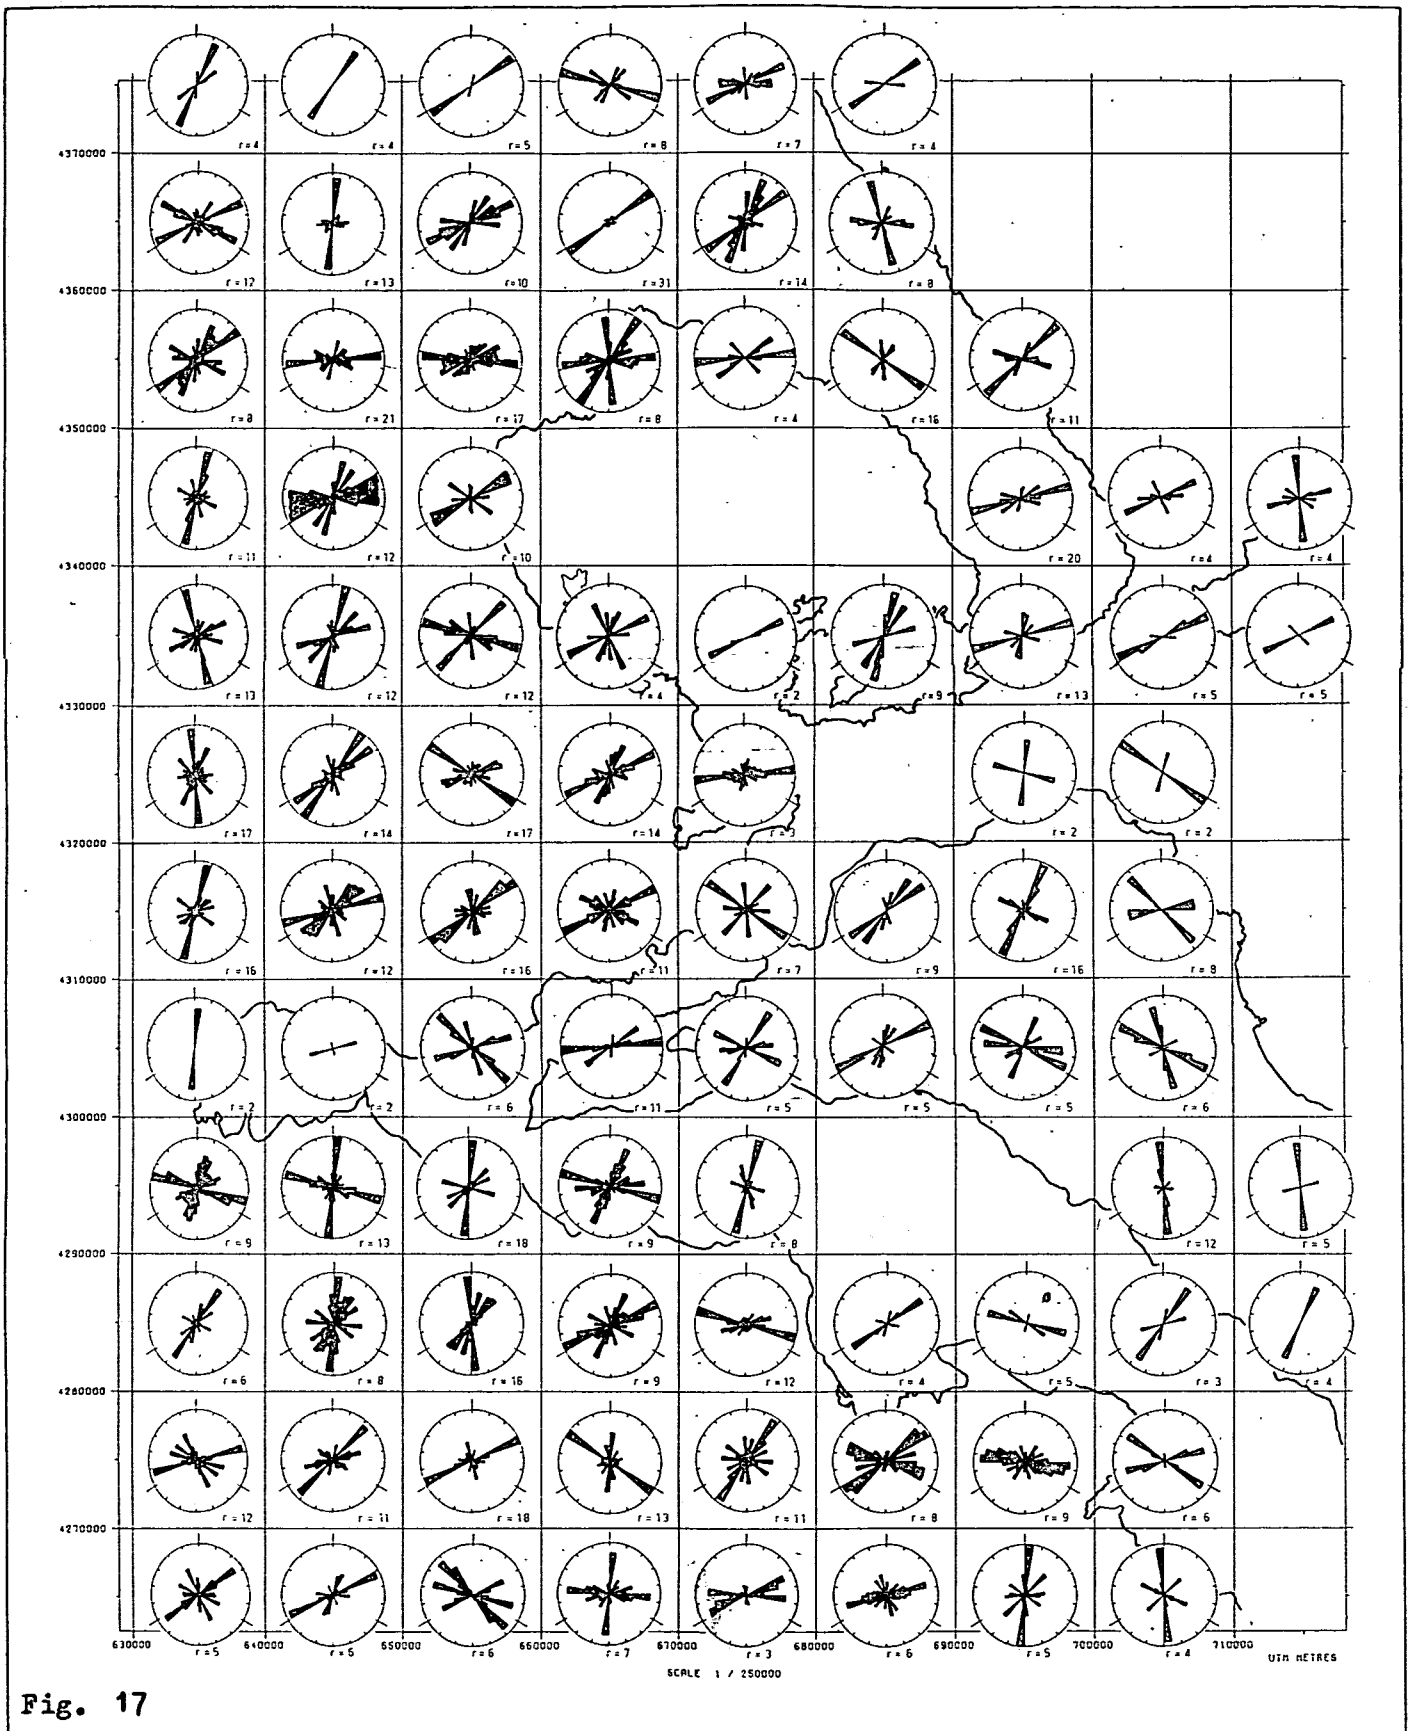 r=4 r=4 r=5 r=8 r=7 r=4
4370000
r=12 r=13 r=10 r=31 r=14 r=8
4360000
r=8 r=21 r=17 r=8 r=4 r=16 r=11
4350000
r=11 r=12 r=10 r=20 r=4 r=4
4340000
r=13 r=12 r=12 r=4 r=2 r=9 r=13 r=5 r=5
4330000
r=17 r=14 r=17 r=14 r=3 r=2 r=2
4320000
r=16 r=12 r=16 r=11 r=7 r=9 r=16 r=8
4310000
r=2 r=2 r=6 r=11 r=5 r=5 r=5 r=6
4300000
r=9 r=13 r=18 r=9 r=8 r=12 r=5
4290000
r=6 r=8 r=16 r=9 r=12 r=4 r=5 r=3 r=4
4280000
r=12 r=11 r=18 r=13 r=11 r=8 r=9 r=6
4270000
630000 640000 650000 660000 670000 680000 690000 700000 710000
r=5 r=5 r=6 r=7 r=3 r=6 r=5 r=4
UTM METRES
SCALE 1 / 250000
Fig. 17